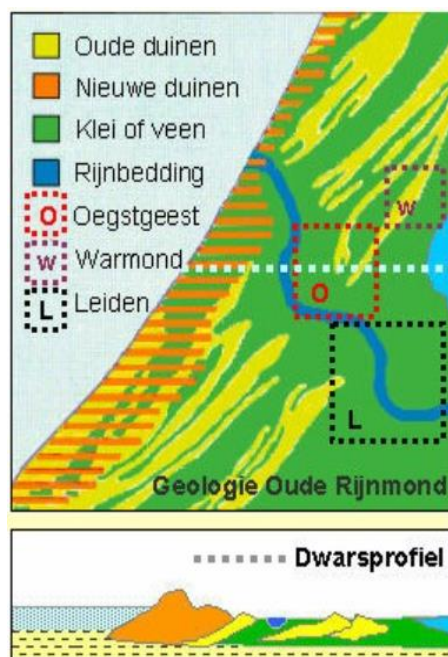 Oude duinen
Nieuwe duinen
Klei of veen
Rijnbedding
O Oegstgeest
W Warmond
L Leiden
W
O
L
Geologie Oude Rijnmond
Dwarsprofiel